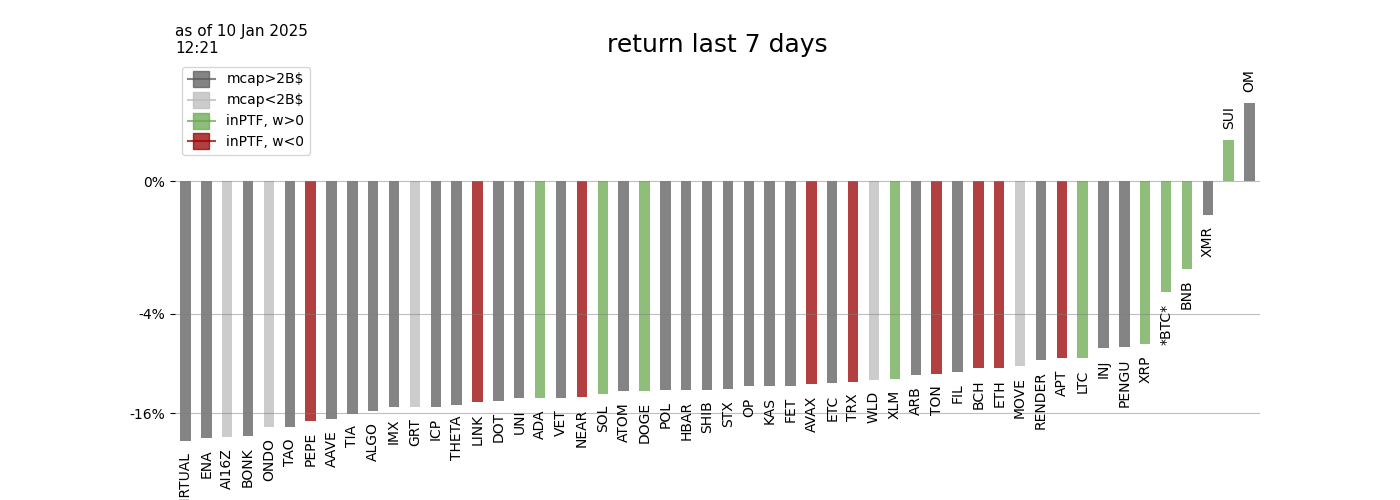 as of 10 Jan 2025
12:21
return last 7 days
mcap>2B$
mcap<2B$
inPTF, w>0
inPTF, w<0
0%
-4%
-16%
RTUAL
ENA
AI16Z
BONK
ONDO
TAO
PEPE
AAVE
TIA
ALGO
IMX
GRT
ICP
THETA
LINK
DOT
UNI
ADA
VET
NEAR
SOL
ATOM
DOGE
POL
HBAR
SHIB
STX
OP
KAS
FET
AVAX
ETC
TRX
WLD
XLM
ARB
TON
FIL
BCH
ETH
MOVE
RENDER
APT
LTC
INJ
PENGU
XRP
*BTC*
BNB
XMR
SUI
OM